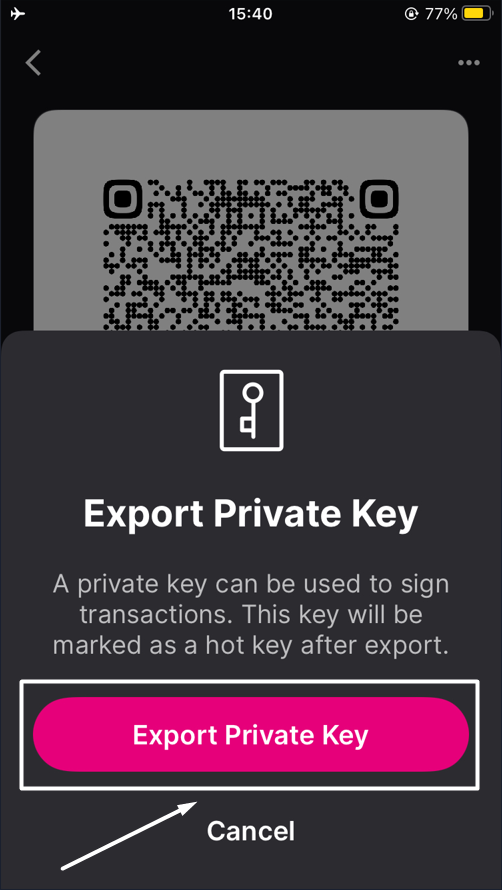 15:40
77%
Export Private Key
A private key can be used to sign
transactions. This key will be
marked as a hot key after export.
Export Private Key
Cancel